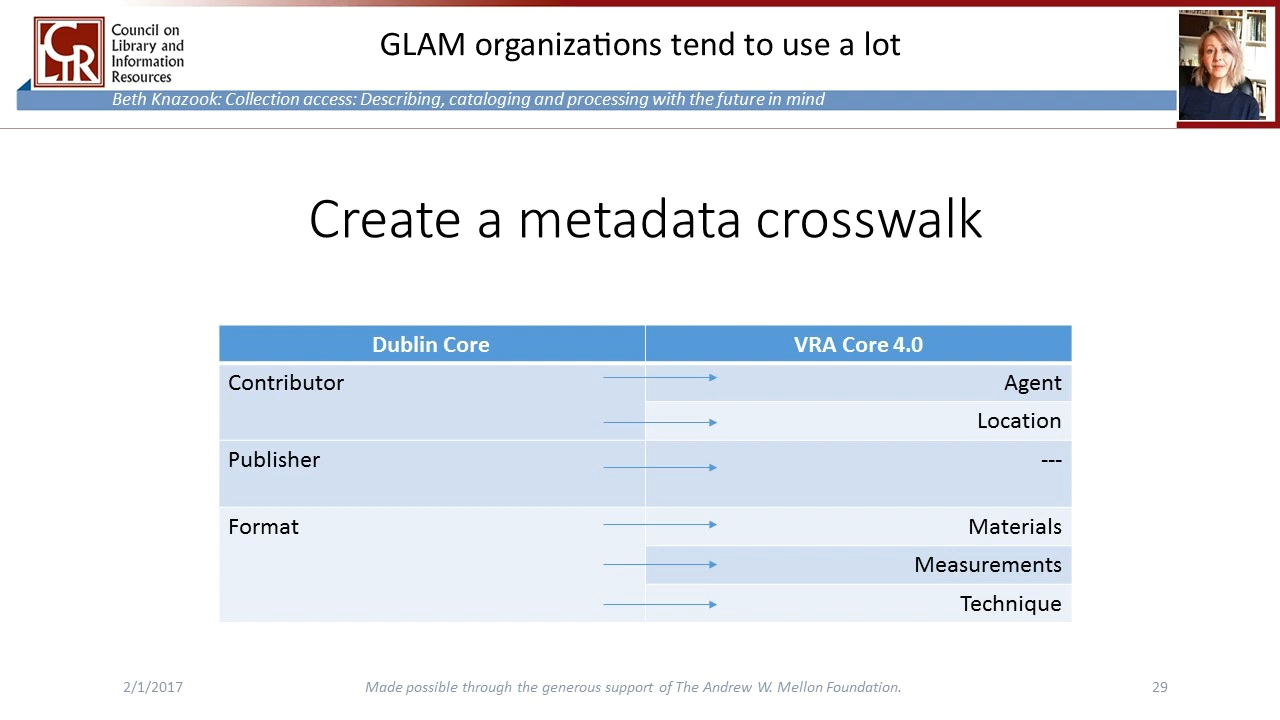 CLIR
Council on
Library and
Information
Resources
GLAM organizations tend to use a lot
Beth Knazook: Collection access: Describing, cataloging and processing with the future in mind
Create a metadata crosswalk
Dublin Core VRA Core 4.0
Contributor Agent
Location
Publisher ---
Format Materials
Measurements
Technique
2/1/2017 Made possible through the generous support of The Andrew W. Mellon Foundation. 29